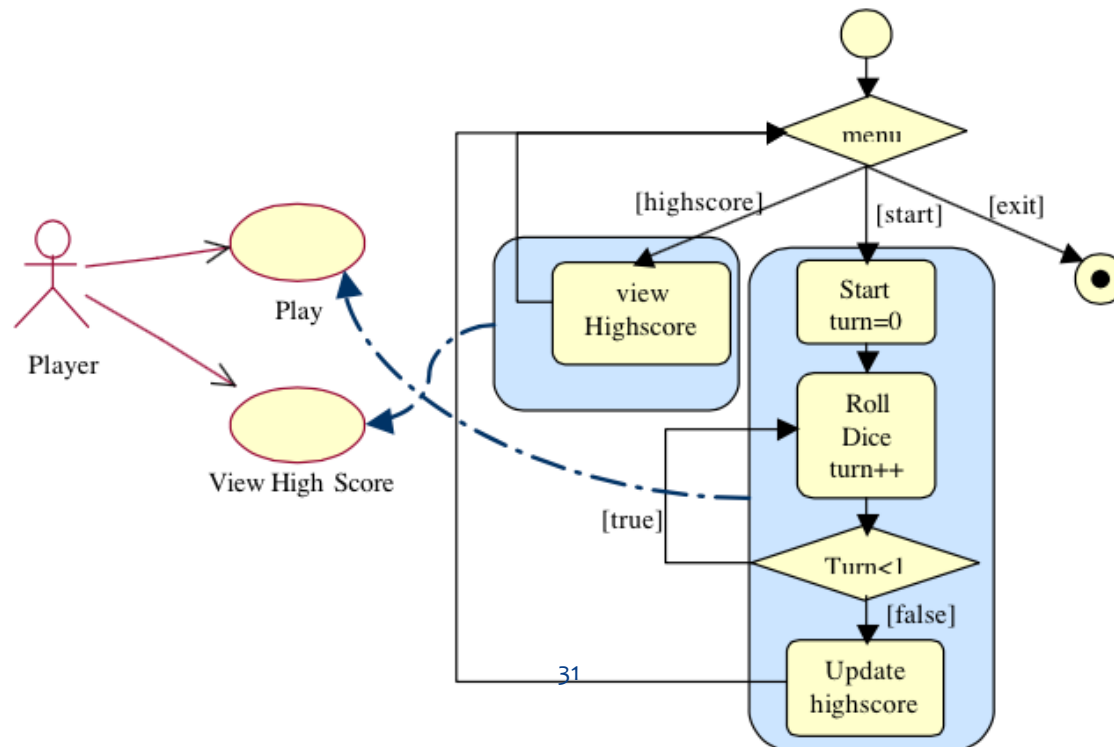 menu
[highscore]
[start]
[exit]
view
Highscore
Start
turn=0
Play
Player
Roll
Dice
turn++
View High Score
[true]
Turn<1
[false]
31
Update
highscore